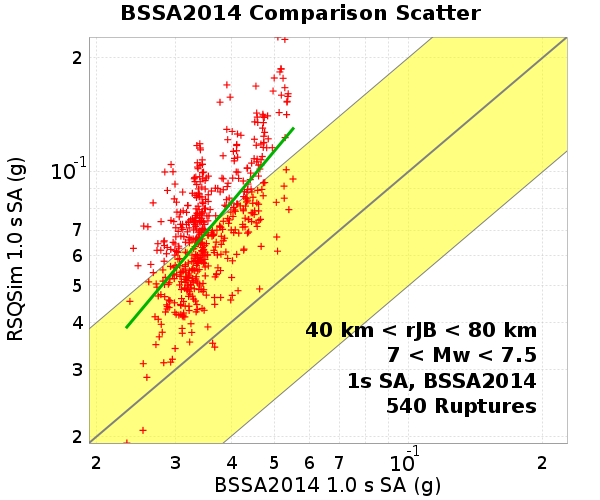 BSSA2014 Comparison Scatter
RSQSim 1.0 s SA (g)
2
10-1
7
6
5
4
3
2
40 km < rJB < 80 km
7 < Mw < 7.5
1s SA, BSSA2014
540 Ruptures
2 3 4 5 6 7 10-1 2
BSSA2014 1.0 s SA (g)